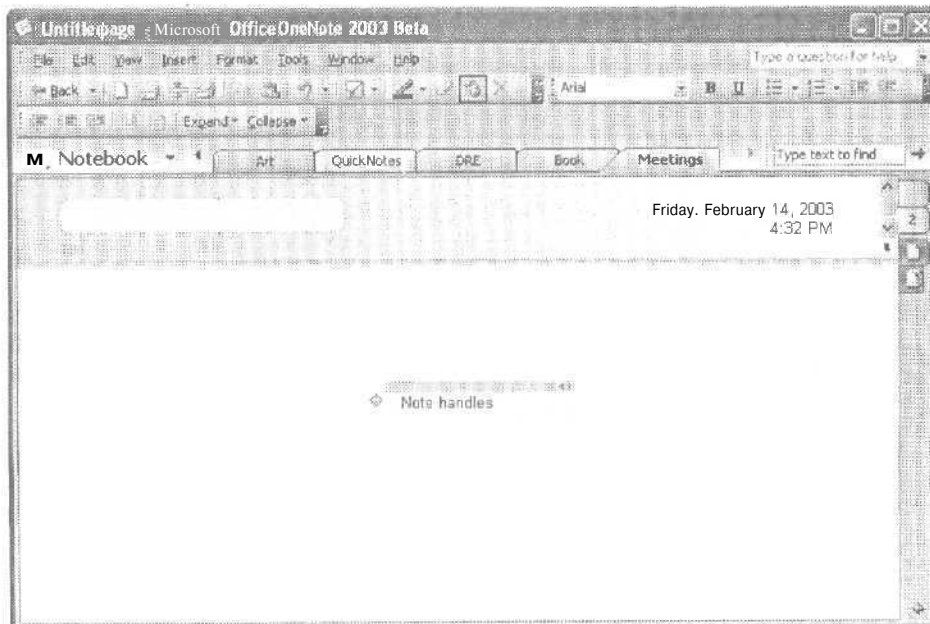 Untitled page - Microsoft Office OneNote 2003 Beta
File Edit View Insert Format Tools Window Help Type a question for help
Back Arial B U
Expand Collapse
M. Notebook Art QuickNotes DRE Book Meetings Type text to find
Friday. February 14, 2003
4:32 PM
2
Note handles